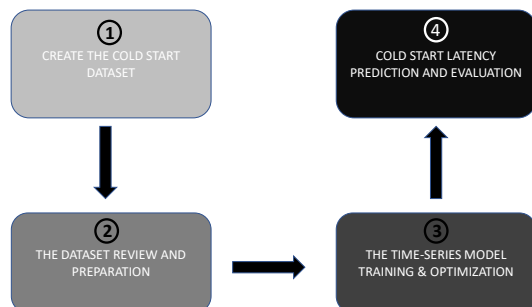 1
CREATE THE COLD START
DATASET
2
THE DATASET REVIEW AND
PREPARATION
3
THE TIME-SERIES MODEL
TRAINING & OPTIMIZATION
4
COLD START LATENCY
PREDICTION AND EVALUATION